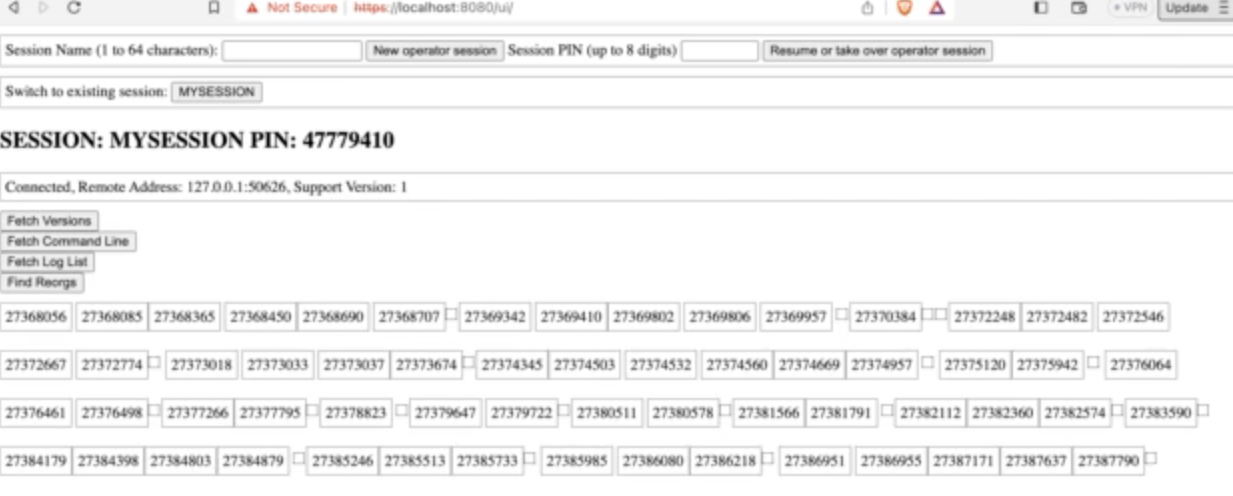 Not Secure https://localhost:8080/ui/ VPN Update
Session Name (1 to 64 characters): New operator session Session PIN (up to 8 digits) Resume or take over operator session
Switch to existing session: MYSESSION
SESSION: MYSESSION PIN: 47779410
Connected, Remote Address: 127.0.0.1:50626, Support Version: 1
Fetch Versions
Fetch Command Line
Fetch Log List
Find Reorgs
27368056 27368085 27368365 27368450 27368690 27368707 27369342 27369410 27369802 27369806 27369957 27370384 27372248 27372482 27372546
27372667 27372774 27373018 27373033 27373037 27373674 27374345 27374503 27374532 27374560 27374669 27374957 27375120 27375942 27376064
27376461 27376498 27377266 27377795 27378823 27379647 27379722 27380511 27380578 27381566 27381791 27382112 27382360 27382574 27383590
27384179 27384398 27384803 27384879 27385246 27385513 27385733 27385985 27386080 27386218 27386951 27386955 27387171 27387637 27387790